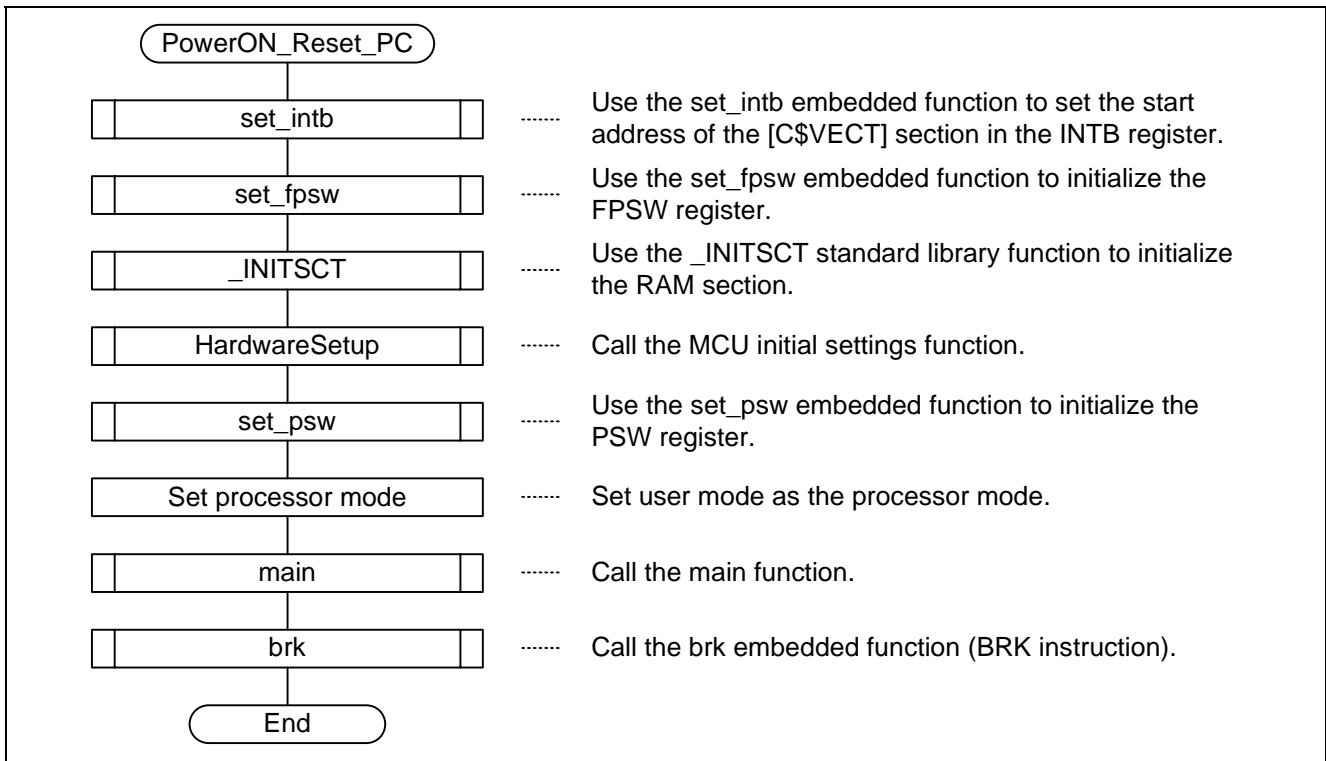 PowerON_Reset_PC
set_intb
Use the set_intb embedded function to set the start
address of the [C$VECT] section in the INTB register.
set_fpsw
Use the set_fpsw embedded function to initialize the
FPSW register.
_INITSCT
Use the _INITSCT standard library function to initialize
the RAM section.
HardwareSetup
Call the MCU initial settings function.
set_psw
Use the set_psw embedded function to initialize the
PSW register.
Set processor mode
Set user mode as the processor mode.
main
Call the main function.
brk
Call the brk embedded function (BRK instruction).
End